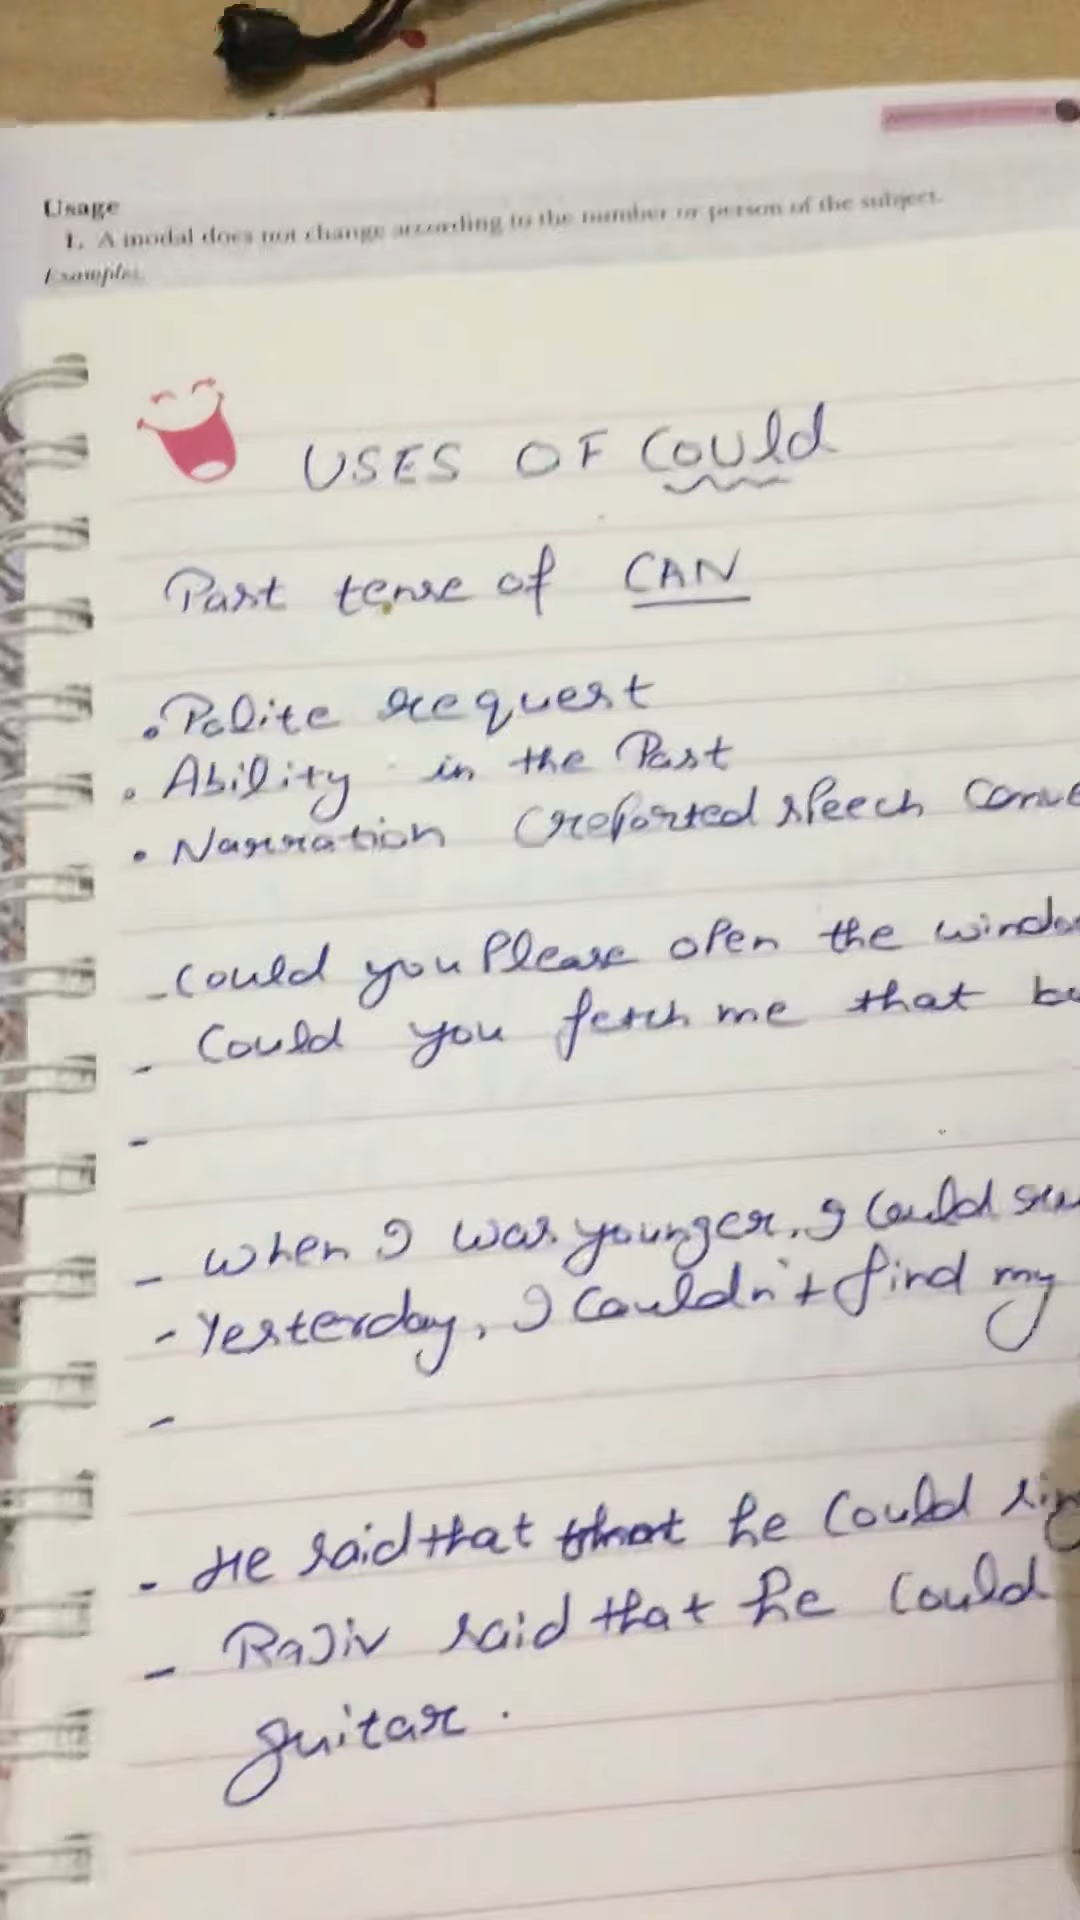 Usage
1. A modal does not change according to the number or person of the subject.
Examples
USES OF Could
Past tense of CAN
• Polite request
• Ability in the Past
• Narration (reported speech
- Could you Please open the
- Could you fetch me that
-
- When I was younger, I Could
- Yesterday, I Couldn't find my
-
- He said that that he Could
- Rajiv said that he Could
guitar.